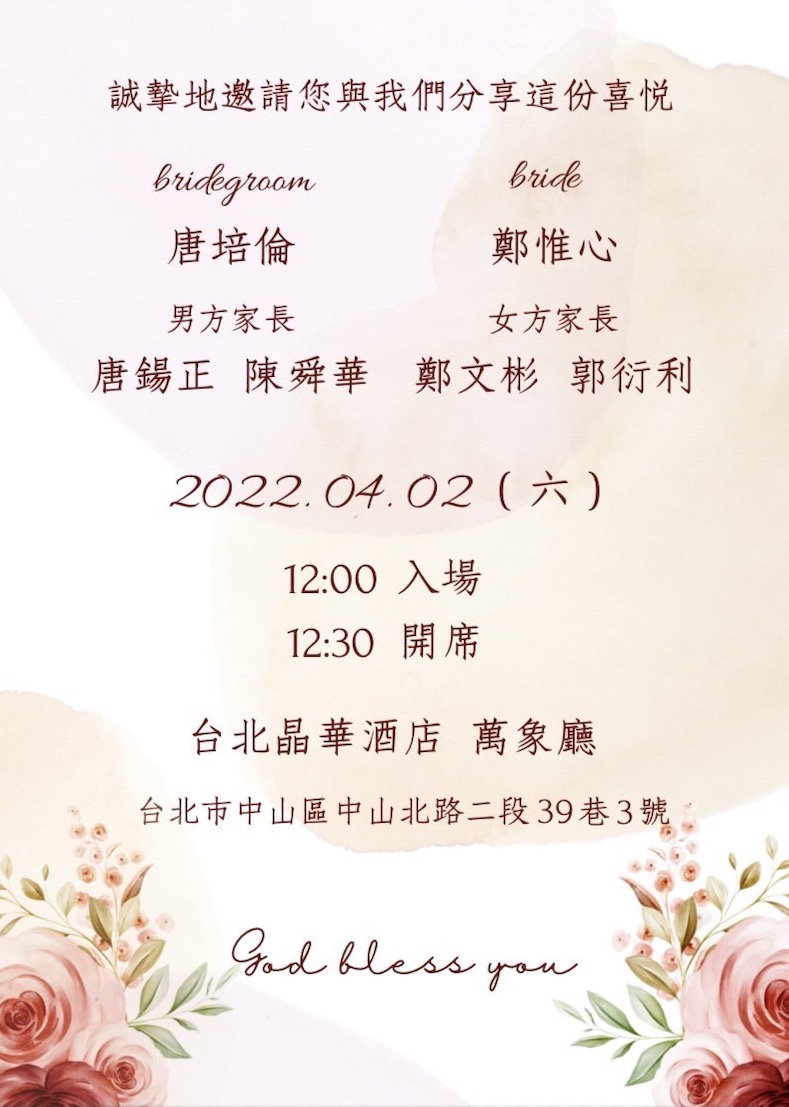 誠摯地邀請您與我們分享這份喜悅
bridegroom bride
唐培倫 鄭惟心
男方家長 女方家長
唐鍚正 陳舜華 鄭文彬 郭衍利
2022.04.02（六）
12:00 入場
12:30 開席
台北晶華酒店 萬象廳
台北市中山區中山北路二段39巷3號
God bless you